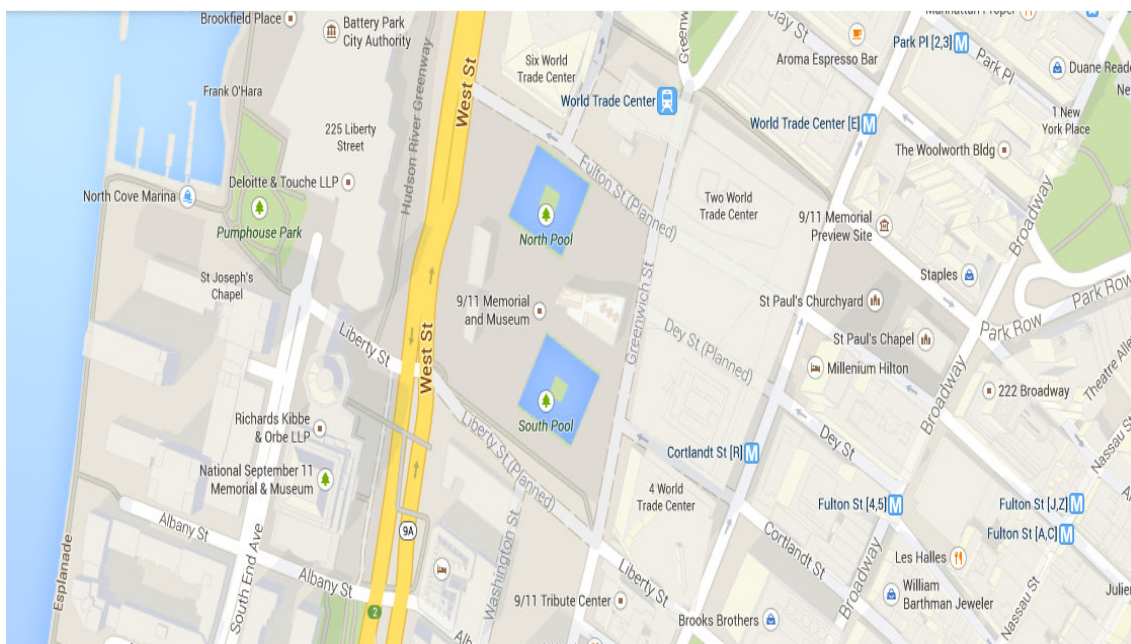 Brookfield Place
Battery Park
City Authority
Frank O'Hara
225 Liberty
Street
Deloitte & Touche LLP
North Cove Marina
Pumphouse Park
St Joseph's
Chapel
Hudson River Greenway
West St
West St
Six World
Trade Center
World Trade Center
Fulton St (Planned)
North Pool
9/11 Memorial
and Museum
South Pool
Liberty St
Liberty St (Planned)
Greenwich St
Dey St (Planned)
Two World
Trade Center
Aroma Espresso Bar
Park Pl [2,3]
Park Pl
Duane Reade
1 New
York Place
World Trade Center [E]
The Woolworth Bldg
9/11 Memorial
Preview Site
Staples
Broadway
Park Row
Park Row
St Paul's Churchyard
St Paul's Chapel
Millenium Hilton
222 Broadway
Broadway
Nassau St
Dey St
Cortlandt St [R]
4 World
Trade Center
Fulton St [4,5]
Fulton St [J,Z]
Fulton St [A,C]
Cortlandt St
Les Halles
William
Barthman Jeweler
Broadway
Nassau St
Brooks Brothers
Liberty St
9/11 Tribute Center
Washington St
Richards Kibbe
& Orbe LLP
National September 11
Memorial & Museum
Albany St
Albany St
South End Ave
Esplanade
9A
2